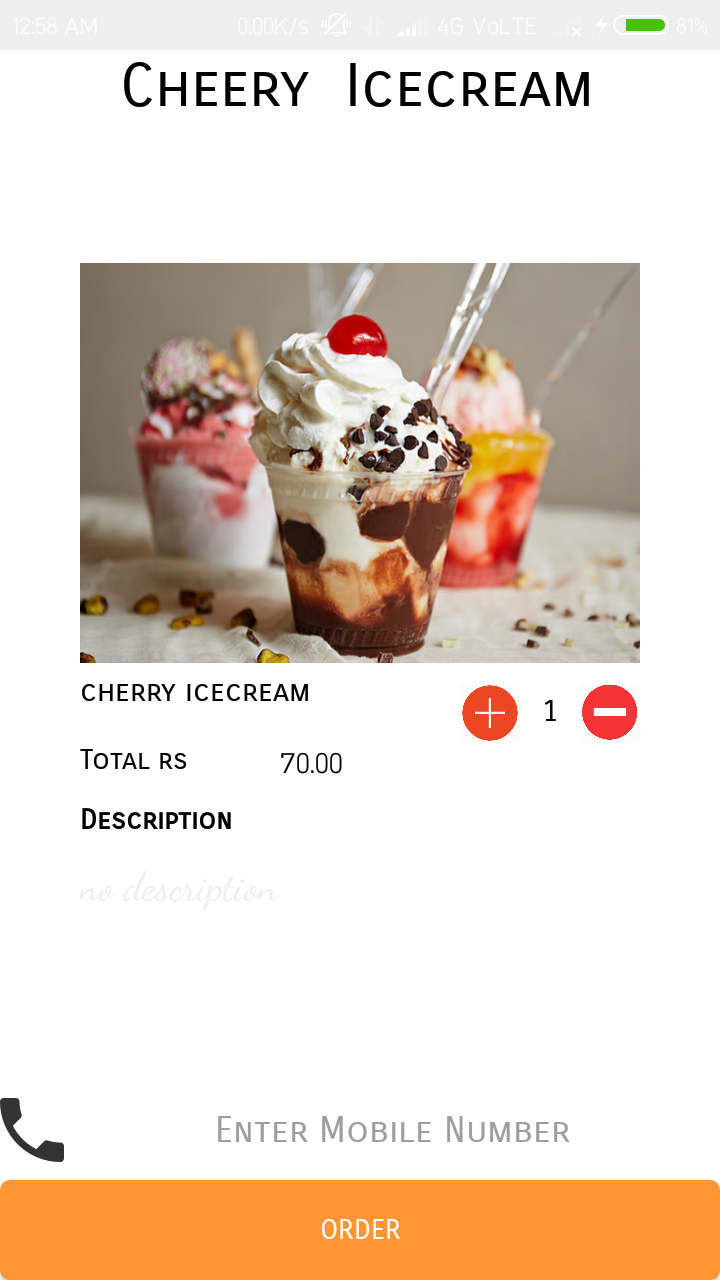 12:58 AM 0.00K/s 4G VoLTE 81%
Cheery Icecream
cherry icecream
1
Total rs 70.00
Description
no description
Enter Mobile Number
ORDER